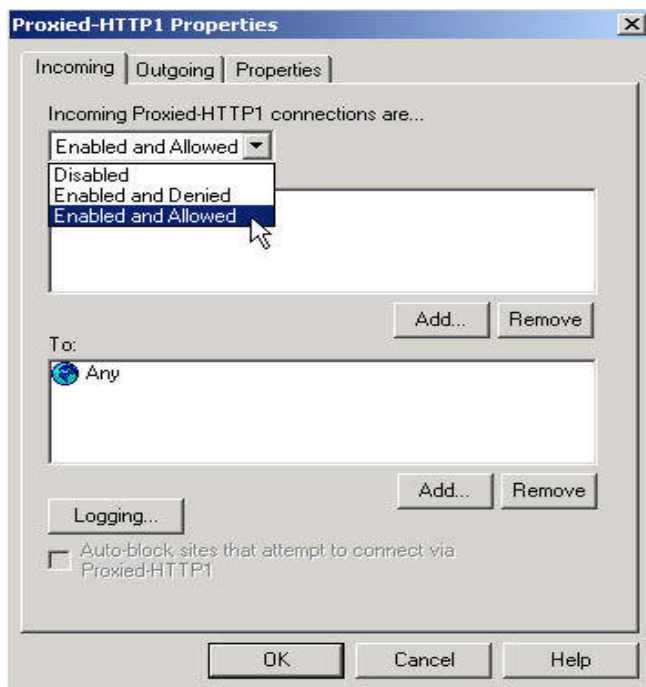 Proxied-HTTP1 Properties
Incoming
Outgoing
Properties
Incoming Proxied-HTTP1 connections are...
Enabled and Allowed
Disabled
Enabled and Denied
Enabled and Allowed
Add...
Remove
To:
Any
Add...
Remove
Logging...
Auto-block sites that attempt to connect via
Proxied-HTTP1
OK
Cancel
Help